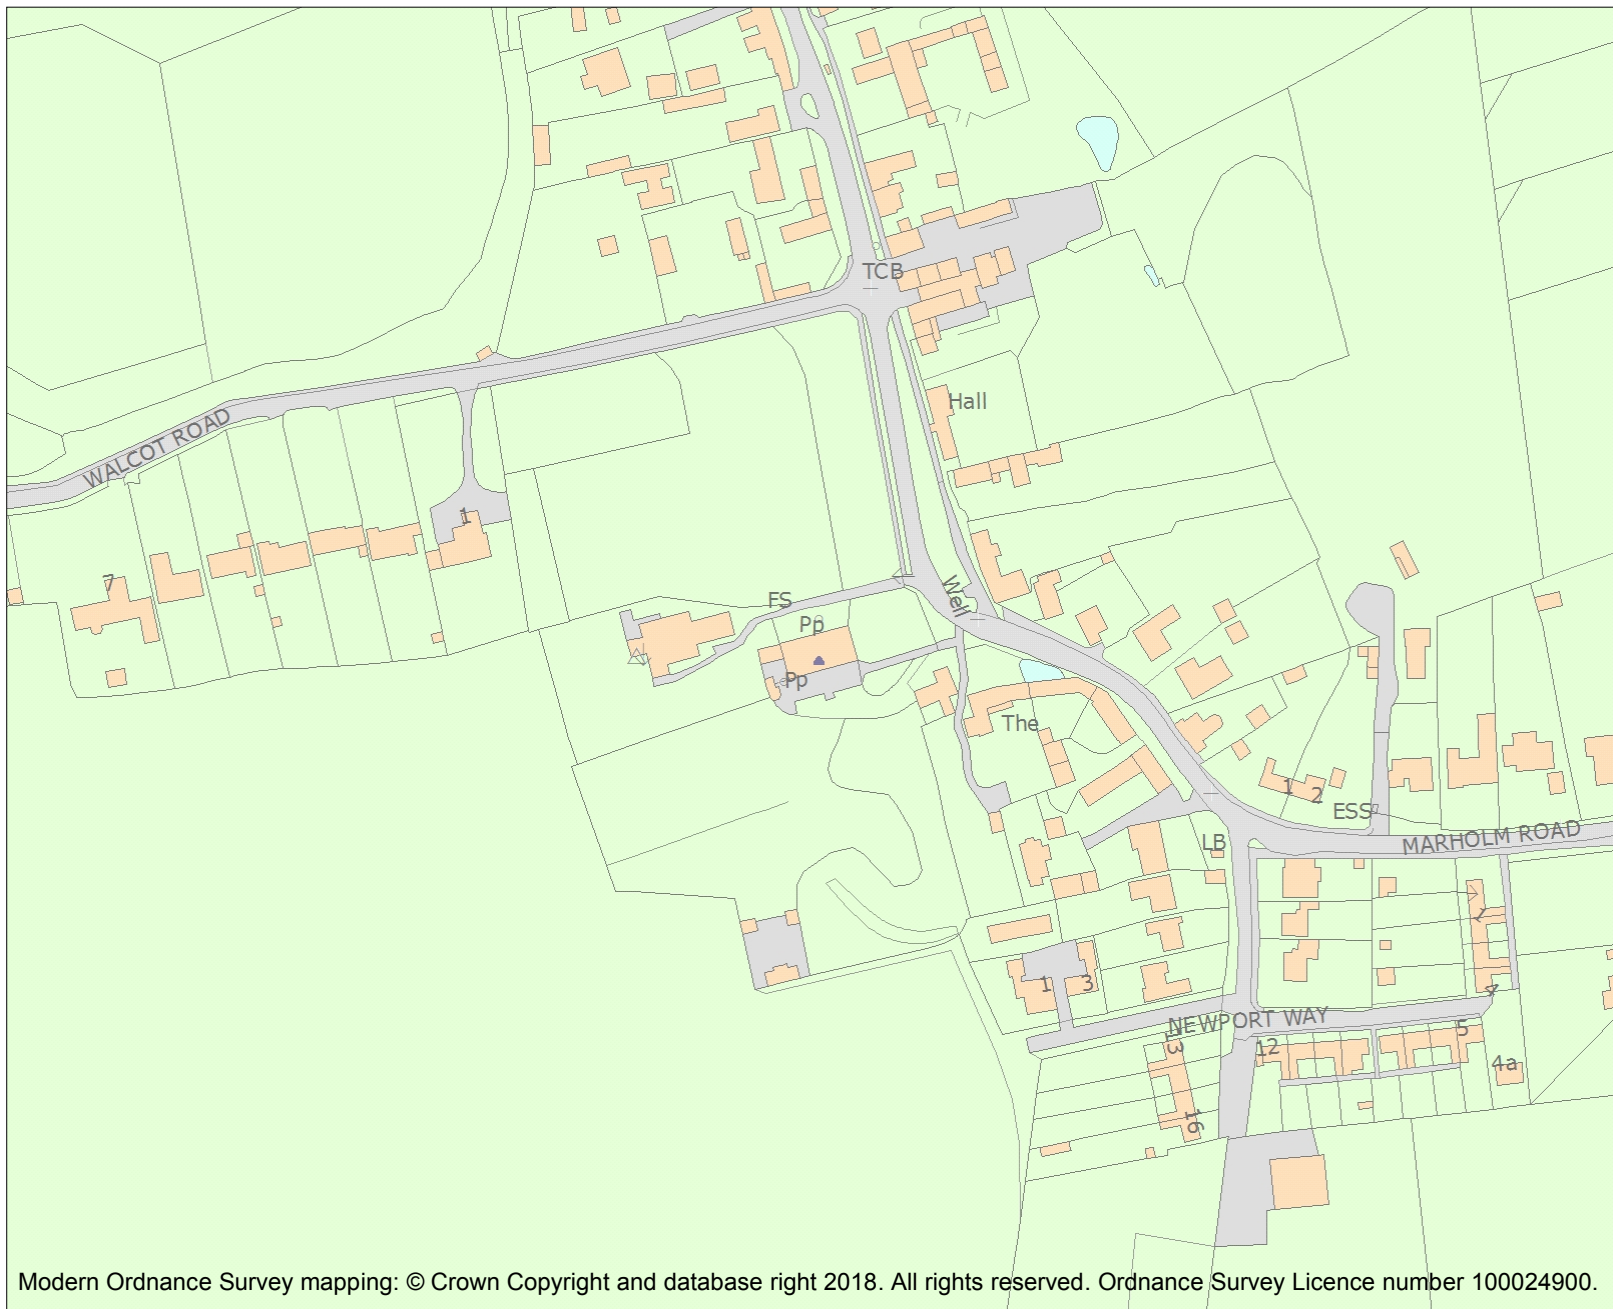 TCB
Hall
WALCOT ROAD
1
7
Well
FS
Pp
Pp
The
1
2
ESS
MARHOLM ROAD
LB
1
1
3
4
NEWPORT WAY
5
13
12
4a
16
Modern Ordnance Survey mapping: © Crown Copyright and database right 2018. All rights reserved. Ordnance Survey Licence number 100024900.